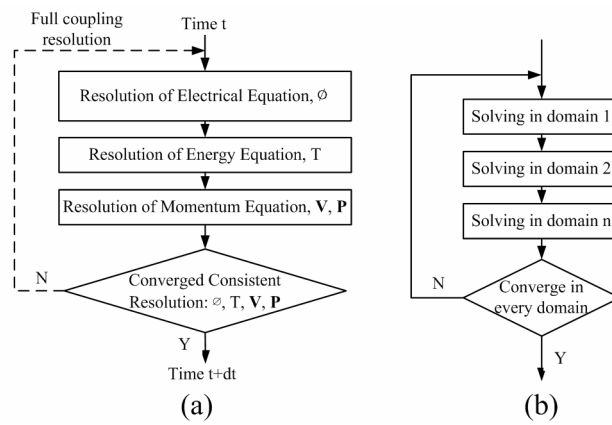 Full coupling
resolution
Time t
Resolution of Electrical Equation, ∅
Resolution of Energy Equation, T
Resolution of Momentum Equation, V, P
N
Converged Consistent
Resolution: ∅, T, V, P
Y
Time t+dt
(a)
Solving in domain 1
Solving in domain 2
Solving in domain n
N
Converge in
every domain
Y
(b)